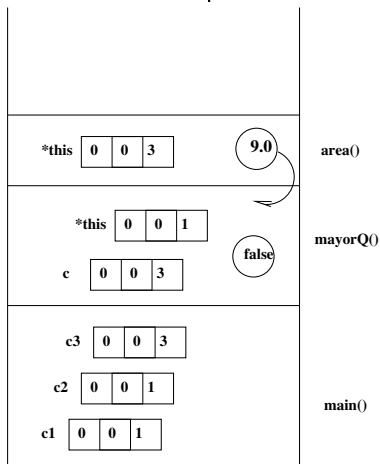 *this 0 0 3 9.0 area()
*this 0 0 1
mayorQ()
false
c 0 0 3
c3 0 0 3
c2 0 0 1
main()
c1 0 0 1